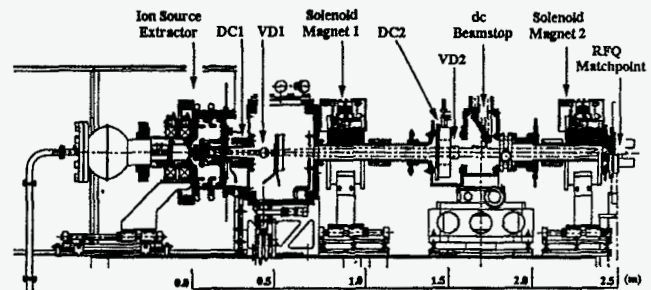 Ion Source
Extractor
DC1
VD1
Solenoid
Magnet 1
DC2
VD2
dc
Beamstop
Solenoid
Magnet 2
RFQ
Matchpoint
0.0
0.5
1.0
1.5
2.0
2.5
(m)